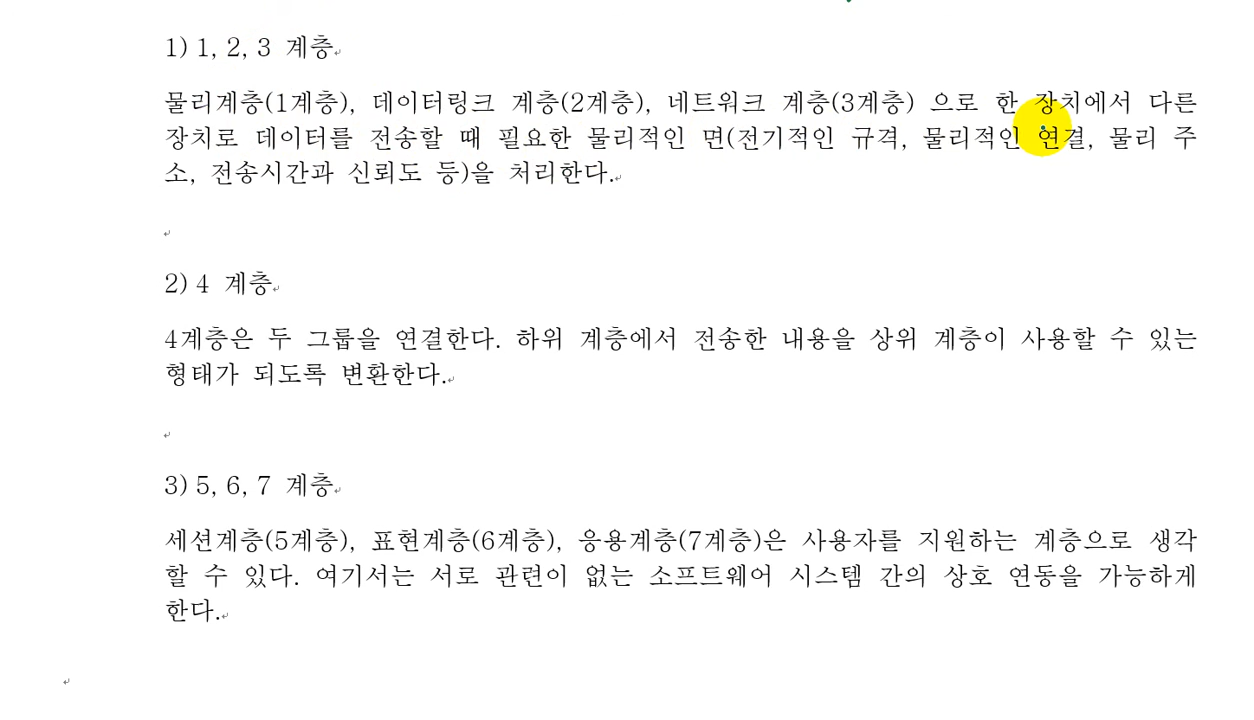 1) 1, 2, 3 계층
물리계층(1계층), 데이터링크 계층(2계층), 네트워크 계층(3계층) 으로 한 장치에서 다른
장치로 데이터를 전송할 때 필요한 물리적인 면(전기적인 규격, 물리적인 연결, 물리 주
소, 전송시간과 신뢰도 등)을 처리한다.
2) 4 계층
4계층은 두 그룹을 연결한다. 하위 계층에서 전송한 내용을 상위 계층이 사용할 수 있는
형태가 되도록 변환한다.
3) 5, 6, 7 계층
세션계층(5계층), 표현계층(6계층), 응용계층(7계층)은 사용자를 지원하는 계층으로 생각
할 수 있다. 여기서는 서로 관련이 없는 소프트웨어 시스템 간의 상호 연동을 가능하게
한다.